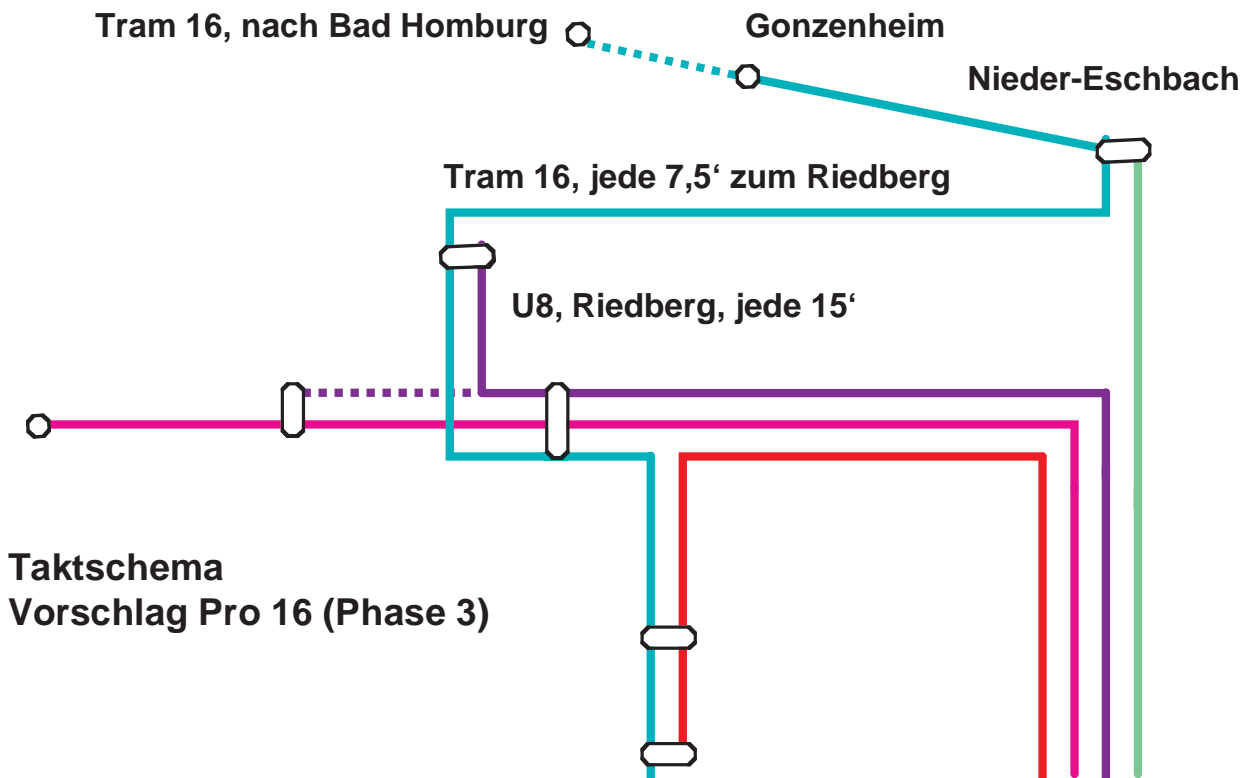 Tram 16, nach Bad Homburg
Gonzenheim
Nieder-Eschbach
Tram 16, jede 7,5‘ zum Riedberg
U8, Riedberg, jede 15‘
Taktschema
Vorschlag Pro 16 (Phase 3)